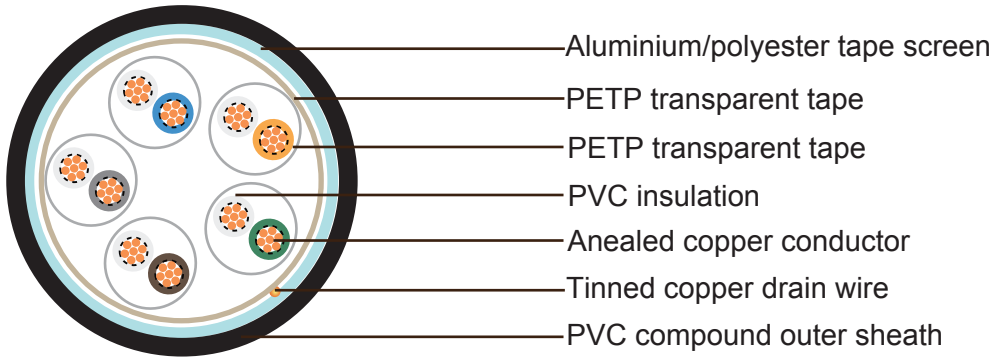 Aluminium/polyester tape screen
PETP transparent tape
PETP transparent tape
PVC insulation
Anealed copper conductor
Tinned copper drain wire
PVC compound outer sheath